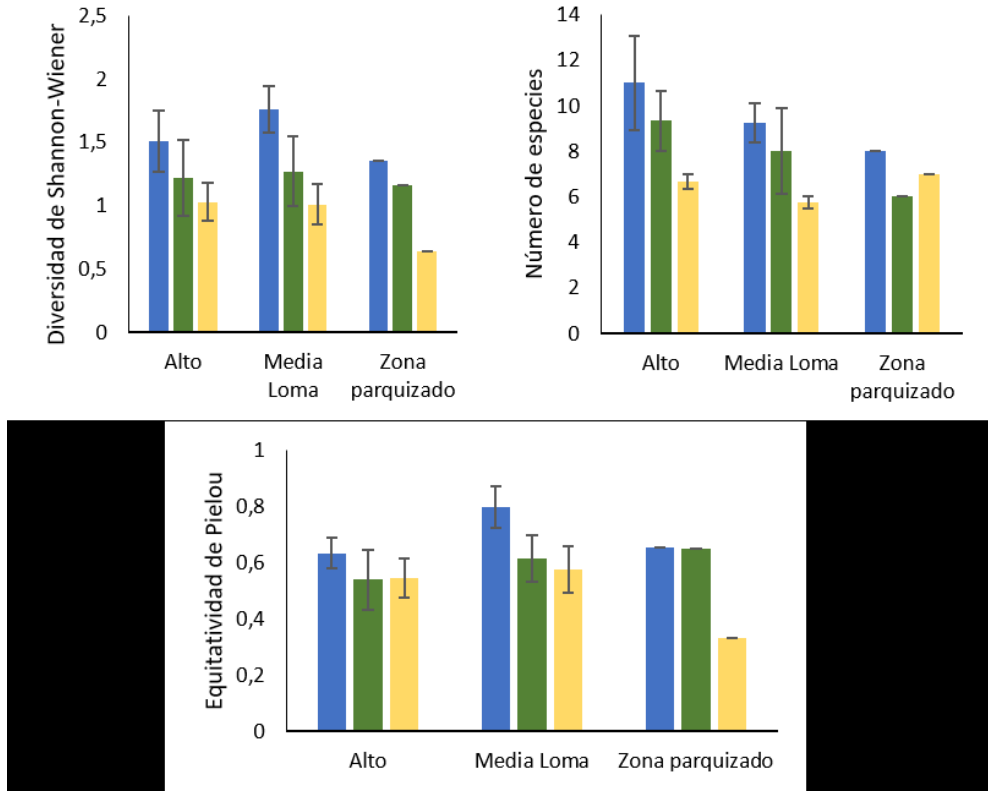 Diversidad de Shannon-Wiener
2,5
2
1,5
1
0,5
0
Alto
Media
Loma
Zona
parquizado
Número de especies
14
12
10
8
6
4
2
0
Alto
Media Loma
Zona
parquizado
Equitatividad de Pielou
1
0,8
0,6
0,4
0,2
0
Alto
Media Loma
Zona parquizado